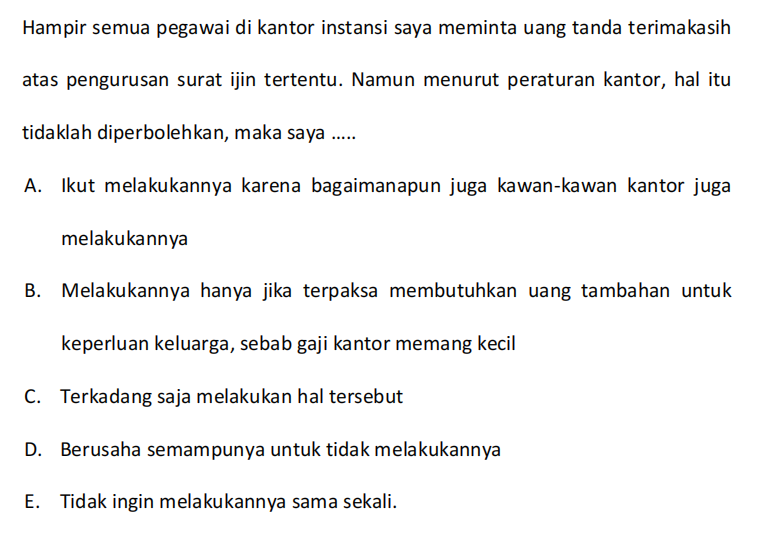 Hampir semua pegawai di kantor instansi saya meminta uang tanda terimakasih
atas pengurusan surat ijin tertentu. Namun menurut peraturan kantor, hal itu
tidaklah diperbolehkan, maka saya .....
A. Ikut melakukannya karena bagaimanapun juga kawan-kawan kantor juga
melakukannya
B. Melakukannya hanya jika terpaksa membutuhkan uang tambahan untuk
keperluan keluarga, sebab gaji kantor memang kecil
C. Terkadang saja melakukan hal tersebut
D. Berusaha semampunya untuk tidak melakukannya
E. Tidak ingin melakukannya sama sekali.